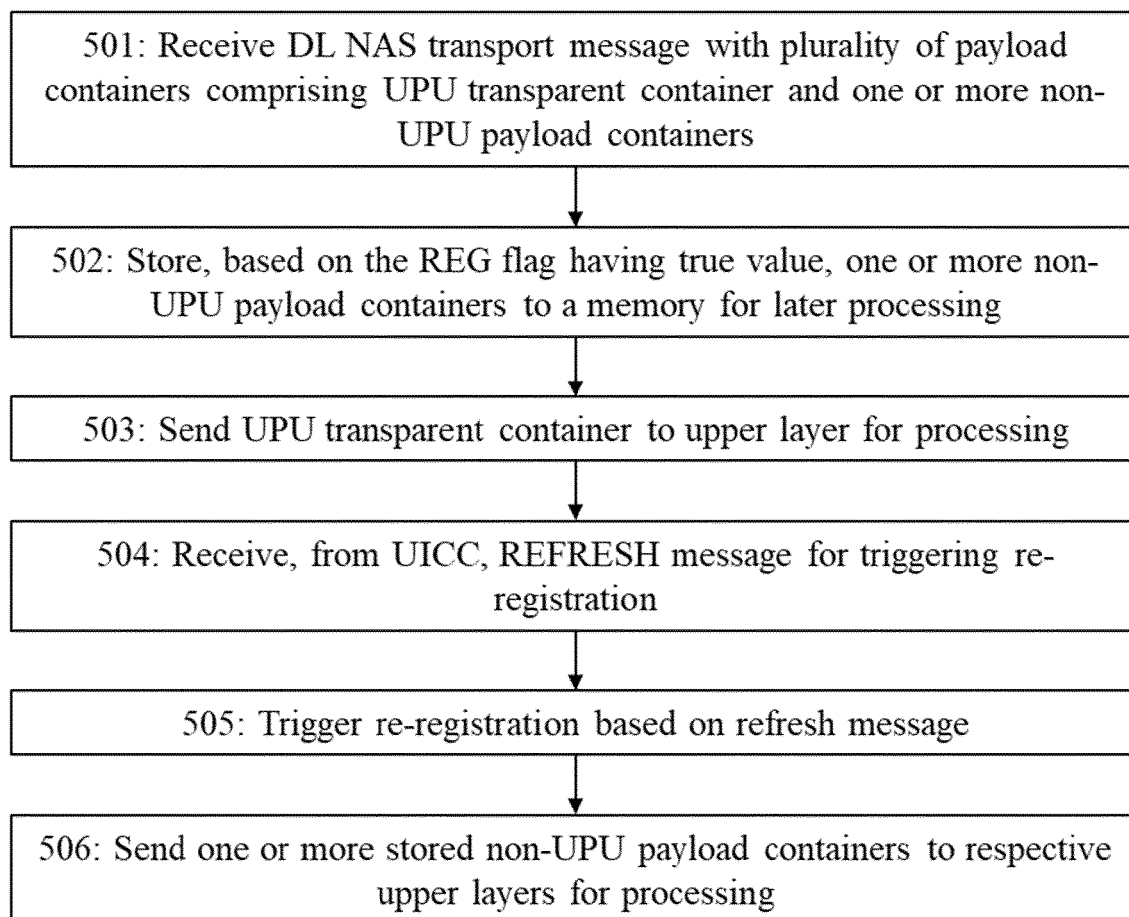 501: Receive DL NAS transport message with plurality of payload
containers comprising UPU transparent container and one or more non-
UPU payload containers
502: Store, based on the REG flag having true value, one or more non-
UPU payload containers to a memory for later processing
503: Send UPU transparent container to upper layer for processing
504: Receive, from UICC, REFRESH message for triggering re-
registration
505: Trigger re-registration based on refresh message
506: Send one or more stored non-UPU payload containers to respective
upper layers for processing